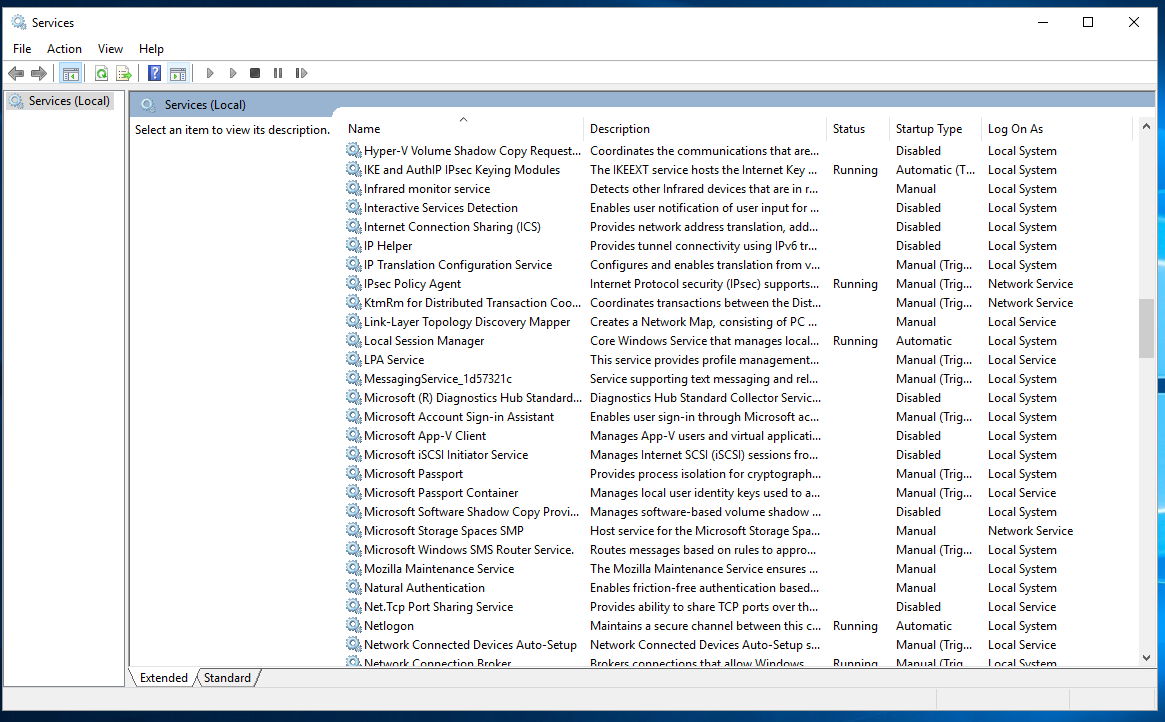 Services
File Action View Help
Services (Local)
Services (Local)
Select an item to view its description.
Name Description Status Startup Type Log On As
Hyper-V Volume Shadow Copy Request... Coordinates the communications that are... Disabled Local System
IKE and AuthIP IPsec Keying Modules The IKEEXT service hosts the Internet Key ... Running Automatic (T... Local System
Infrared monitor service Detects other Infrared devices that are in r... Manual Local System
Interactive Services Detection Enables user notification of user input for ... Disabled Local System
Internet Connection Sharing (ICS) Provides network address translation, add... Disabled Local System
IP Helper Provides tunnel connectivity using IPv6 tr... Disabled Local System
IP Translation Configuration Service Configures and enables translation from v... Manual (Trig... Local System
IPsec Policy Agent Internet Protocol security (IPsec) supports... Running Manual (Trig... Network Service
KtmRm for Distributed Transaction Coo... Coordinates transactions between the Dist... Manual (Trig... Network Service
Link-Layer Topology Discovery Mapper Creates a Network Map, consisting of PC ... Manual Local Service
Local Session Manager Core Windows Service that manages local... Running Automatic Local System
LPA Service This service provides profile management... Manual (Trig... Local Service
MessagingService_1d57321c Service supporting text messaging and rel... Manual (Trig... Local System
Microsoft (R) Diagnostics Hub Standard... Diagnostics Hub Standard Collector Servic... Disabled Local System
Microsoft Account Sign-in Assistant Enables user sign-in through Microsoft ac... Manual (Trig... Local System
Microsoft App-V Client Manages App-V users and virtual applicati... Disabled Local System
Microsoft iSCSI Initiator Service Manages Internet SCSI (iSCSI) sessions fro... Disabled Local System
Microsoft Passport Provides process isolation for cryptograph... Manual (Trig... Local System
Microsoft Passport Container Manages local user identity keys used to a... Manual (Trig... Local Service
Microsoft Software Shadow Copy Provi... Manages software-based volume shadow ... Disabled Local System
Microsoft Storage Spaces SMP Host service for the Microsoft Storage Spa... Manual Network Service
Microsoft Windows SMS Router Service. Routes messages based on rules to appro... Manual (Trig... Local System
Mozilla Maintenance Service The Mozilla Maintenance Service ensures ... Manual Local System
Natural Authentication Enables friction-free authentication based... Manual Local System
Net.Tcp Port Sharing Service Provides ability to share TCP ports over th... Disabled Local Service
Netlogon Maintains a secure channel between this c... Running Automatic Local System
Network Connected Devices Auto-Setup Network Connected Devices Auto-Setup s... Manual (Trig... Local Service
Network Connection Broker Brokers connections that allow Windows Running Manual (Trig Local System
Extended Standard